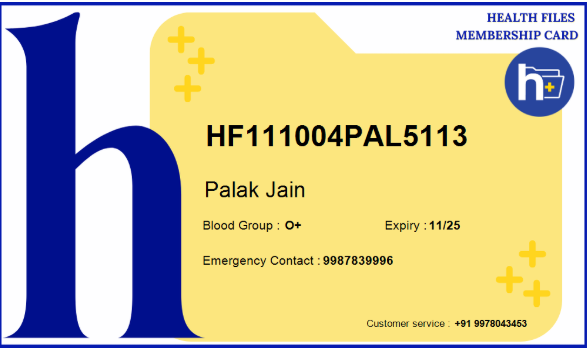 HEALTH FILES
MEMBERSHIP CARD
h
h
HF111004PAL5113
Palak Jain
Blood Group : O+ Expiry : 11/25
Emergency Contact : 9987839996
Customer service : +91 9978043453